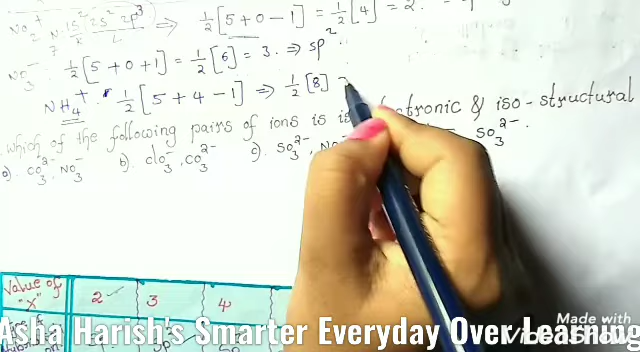 NO₂⁺ N: 1s² 2s² 2p³ ½[5+0-1] = ½[4] = 2.
7
NO₃⁻ ½[5+0+1] = ½[6] = 3. ⇒ sp²
NH₄⁺ ½[5+4-1] ⇒ ½[8]
which of the following pairs of ions is & iso-structural
a). CO₃²⁻, NO₃⁻ b). ClO₃⁻, CO₃²⁻ c). SO₃²⁻, SO₃²⁻.
Value of "X" 2 3 4
Made with
Asha Harish's Smarter Everyday Over Learning
VideoShow